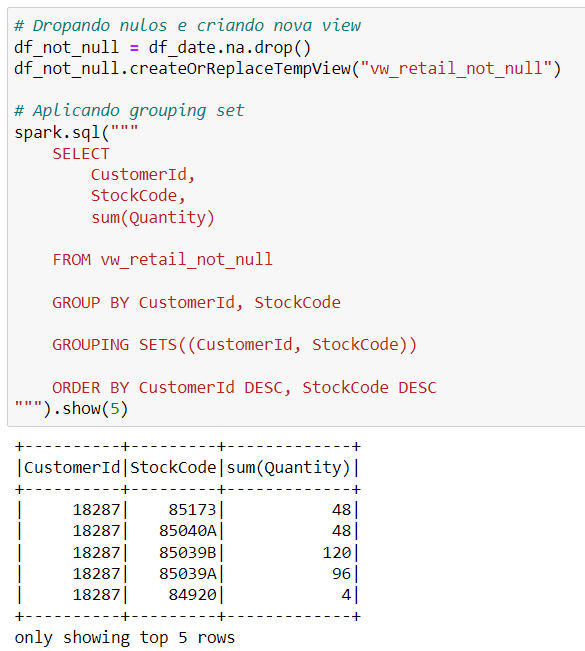 # Dropando nulos e criando nova view
df_not_null = df_date.na.drop()
df_not_null.createOrReplaceTempView("vw_retail_not_null")
# Aplicando grouping set
spark.sql("""
    SELECT
        CustomerId,
        StockCode,
        sum(Quantity)
    FROM vw_retail_not_null
    GROUP BY CustomerId, StockCode
    GROUPING SETS((CustomerId, StockCode))
    ORDER BY CustomerId DESC, StockCode DESC
""").show(5)
+----------+---------+-------------+
|CustomerId|StockCode|sum(Quantity)|
+----------+---------+-------------+
|     18287|    85173|           48|
|     18287|   85040A|           48|
|     18287|   85039B|          120|
|     18287|   85039A|           96|
|     18287|    84920|            4|
+----------+---------+-------------+
only showing top 5 rows